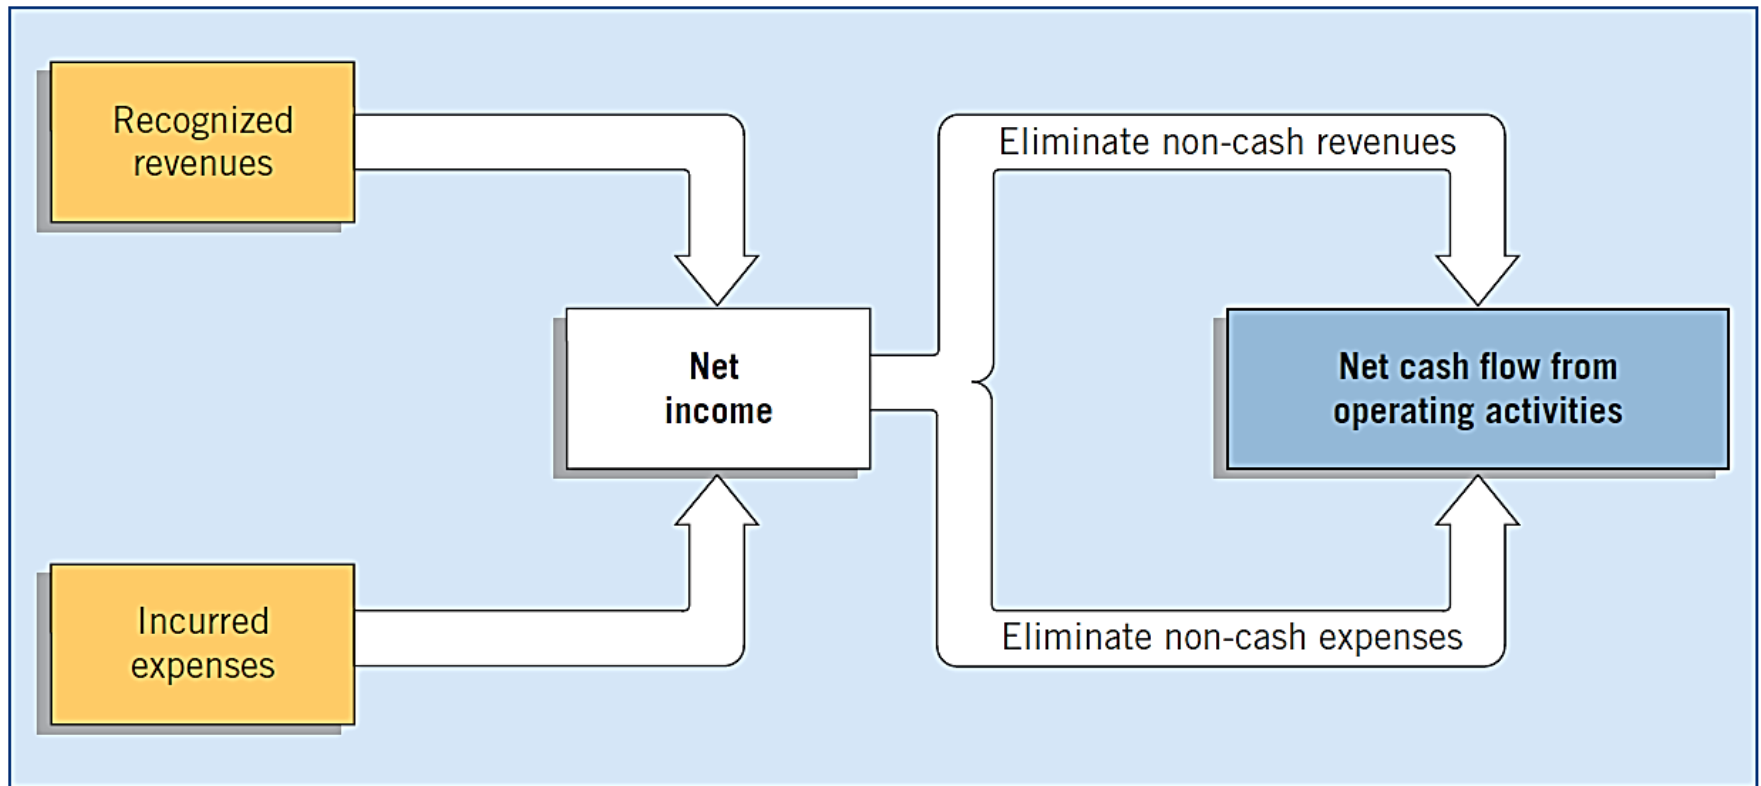 Recognized
revenues
Eliminate non-cash revenues
Net
income
Net cash flow from
operating activities
Incurred
expenses
Eliminate non-cash expenses